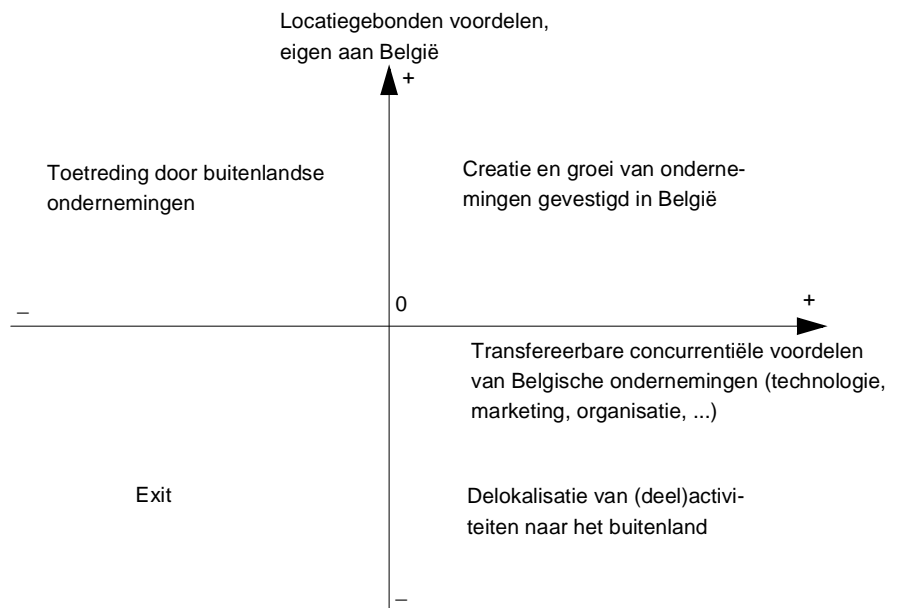 Locatiegebonden voordelen,
eigen aan België
+
Toetreding door buitenlandse
ondernemingen
Creatie en groei van onderne-
mingen gevestigd in België
_
0
+
Transfereerbare concurrentiële voordelen
van Belgische ondernemingen (technologie,
marketing, organisatie, ...)
Exit
Delokalisatie van (deel)activi-
teiten naar het buitenland
_